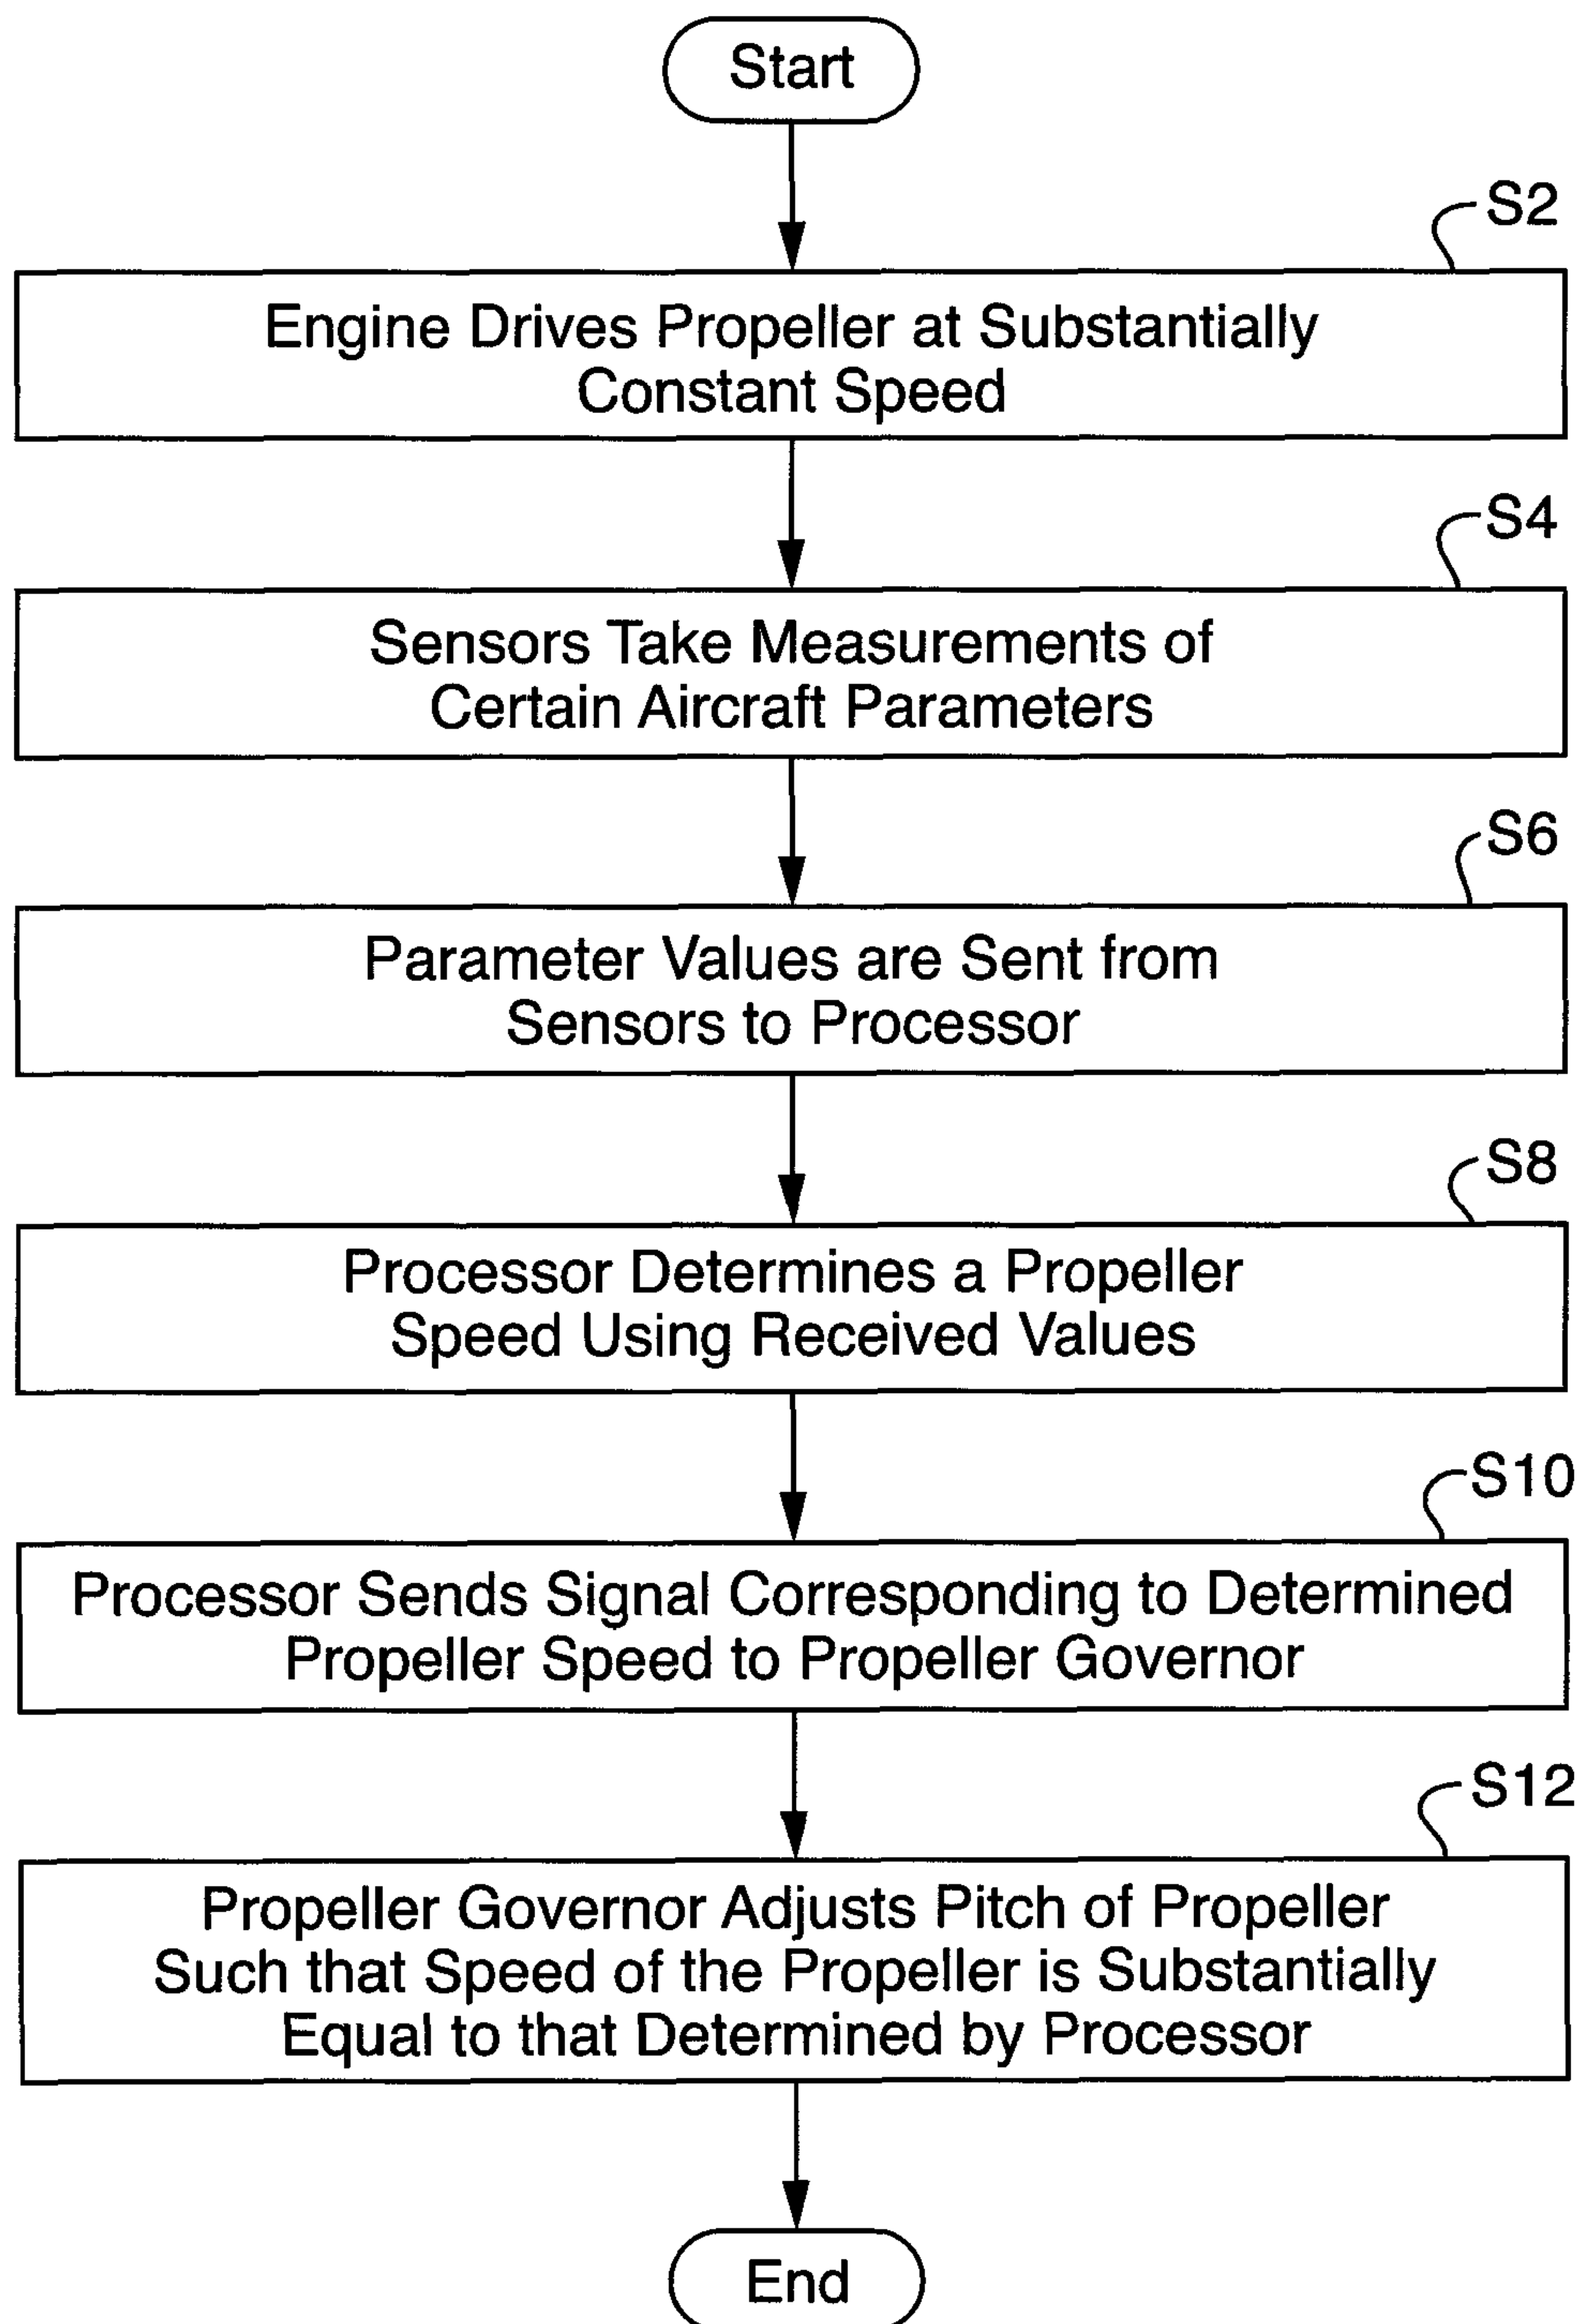 Start
S2
Engine Drives Propeller at Substantially
Constant Speed
S4
Sensors Take Measurements of
Certain Aircraft Parameters
S6
Parameter Values are Sent from
Sensors to Processor
S8
Processor Determines a Propeller
Speed Using Received Values
S10
Processor Sends Signal Corresponding to Determined
Propeller Speed to Propeller Governor
S12
Propeller Governor Adjusts Pitch of Propeller
Such that Speed of the Propeller is Substantially
Equal to that Determined by Processor
End